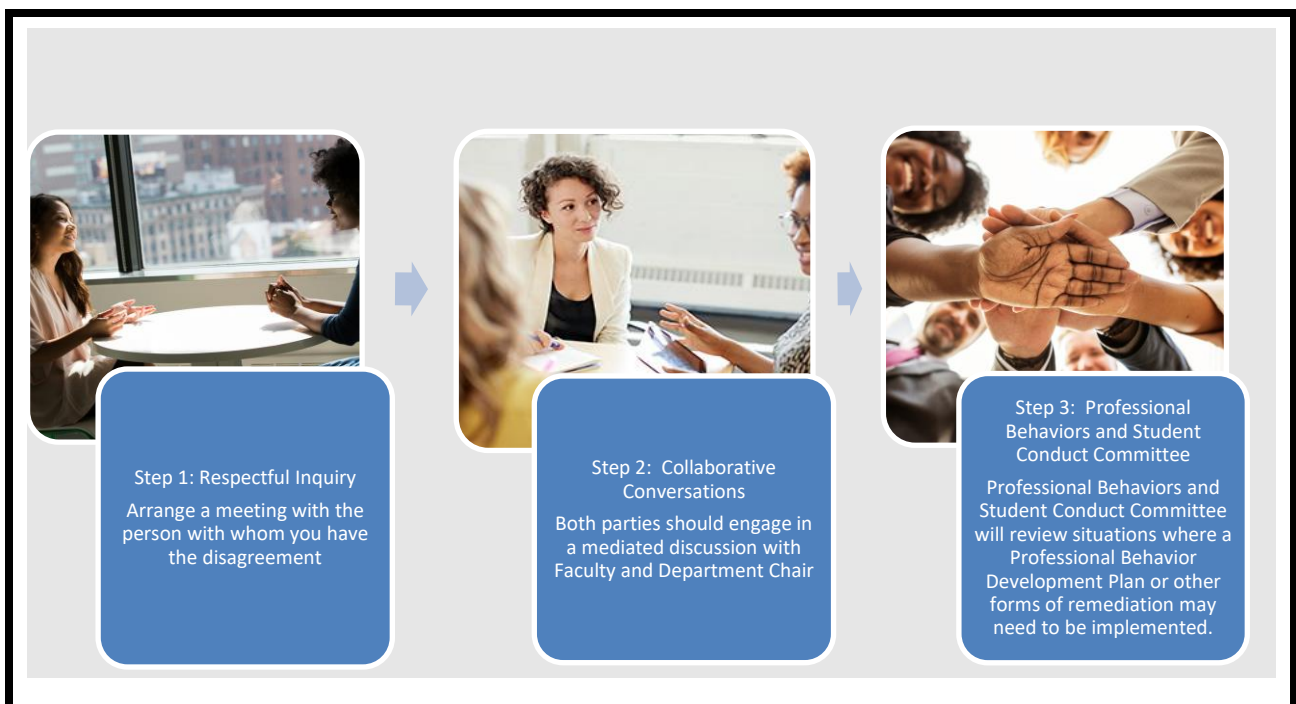 Step 1: Respectful Inquiry
Arrange a meeting with the
person with whom you have
the disagreement
Step 2:  Collaborative
Conversations
Both parties should engage in
a mediated discussion with
Faculty and Department Chair
Step 3:  Professional
Behaviors and Student
Conduct Committee
Professional Behaviors and
Student Conduct Committee
will review situations where a
Professional Behavior
Development Plan or other
forms of remediation may
need to be implemented.